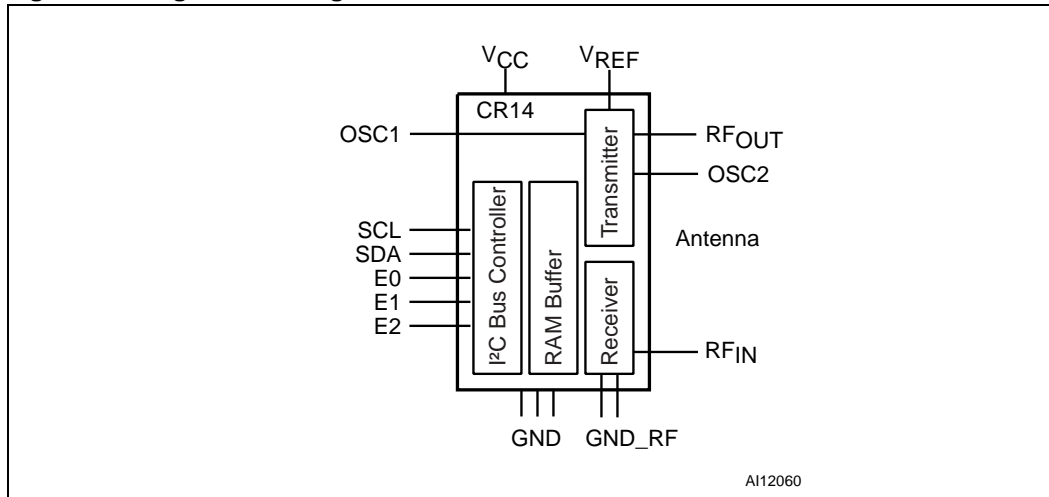 VCC
VREF
CR14
OSC1
RFOUT
OSC2
Transmitter
SCL
SDA
E0
E1
E2
I²C Bus Controller
RAM Buffer
Receiver
Antenna
RFIN
GND
GND_RF
AI12060